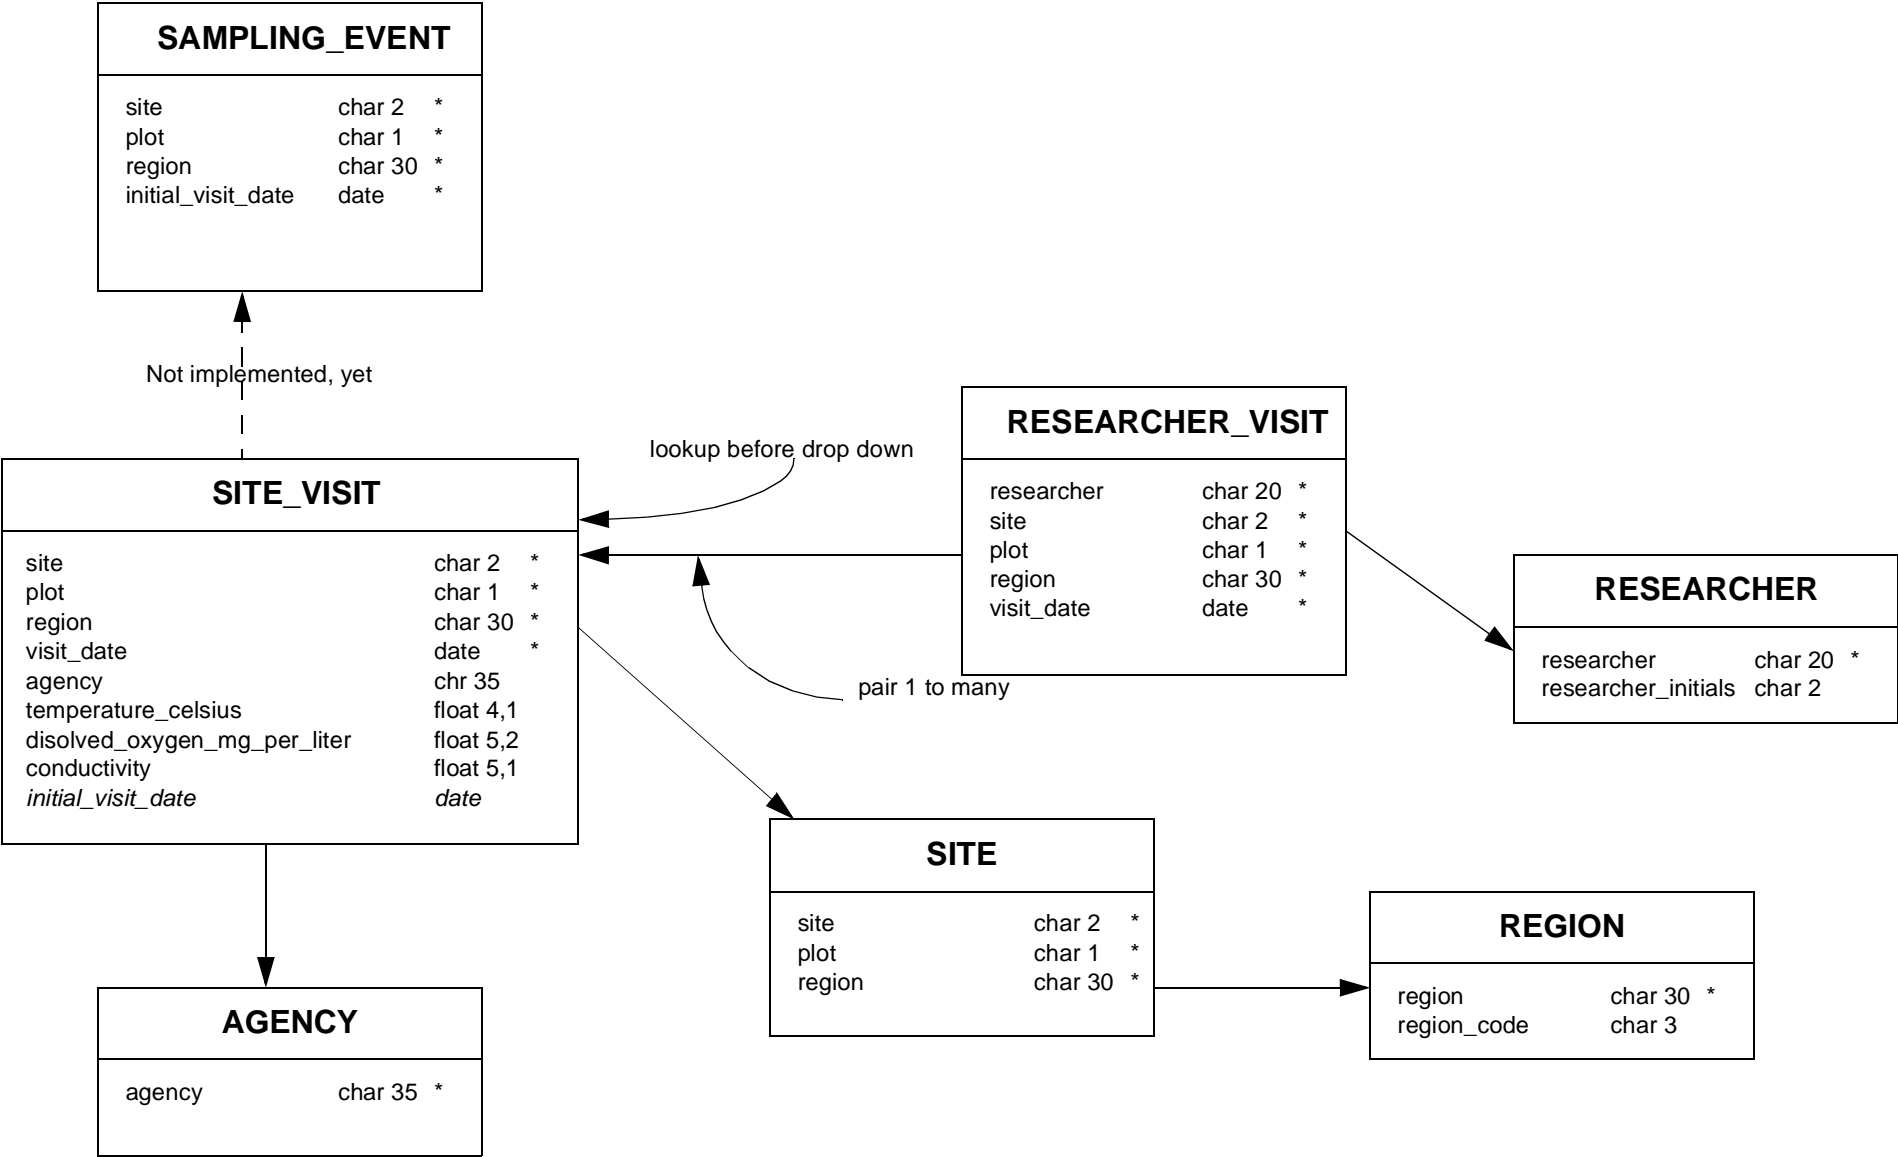 SAMPLING_EVENT
site char 2 *
plot char 1 *
region char 30 *
initial_visit_date date *
Not implemented, yet
lookup before drop down
RESEARCHER_VISIT
researcher char 20 *
site char 2 *
plot char 1 *
region char 30 *
visit_date date *
SITE_VISIT
site char 2 *
plot char 1 *
region char 30 *
visit_date date *
agency chr 35
temperature_celsius float 4,1
disolved_oxygen_mg_per_liter float 5,2
conductivity float 5,1
initial_visit_date date
pair 1 to many
RESEARCHER
researcher char 20 *
researcher_initials char 2
SITE
site char 2 *
plot char 1 *
region char 30 *
REGION
region char 30 *
region_code char 3
AGENCY
agency char 35 *